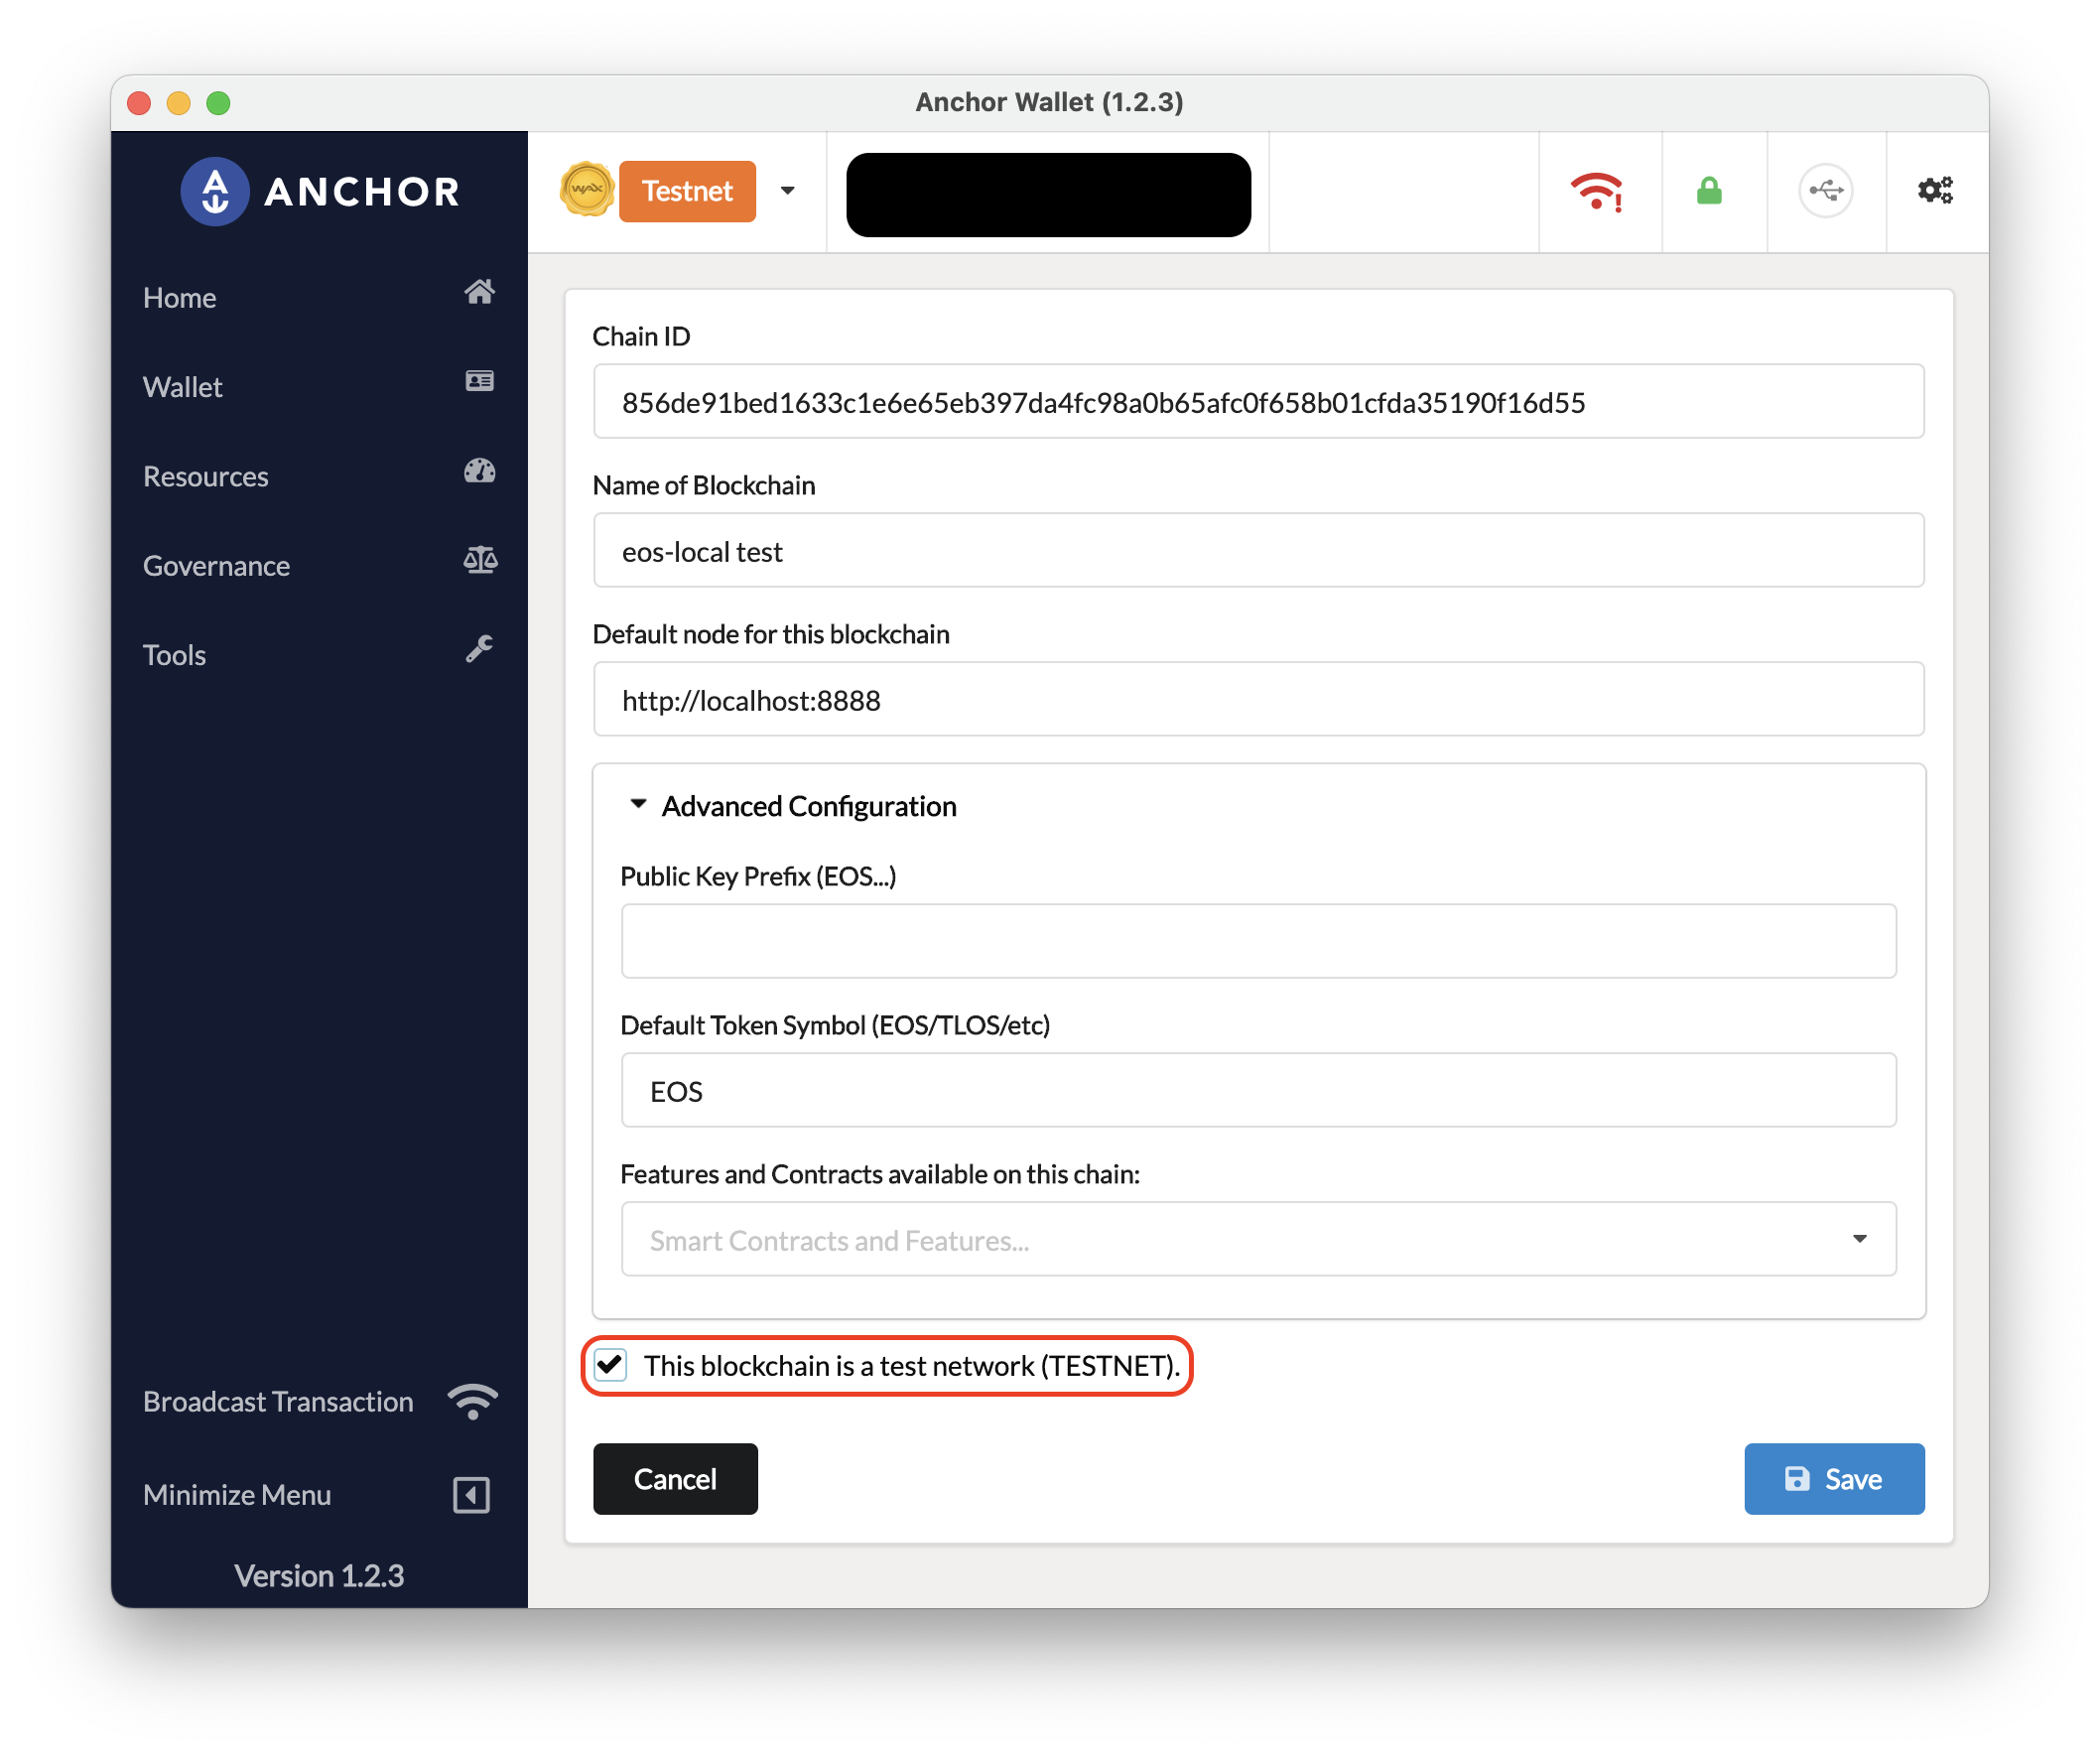 Anchor Wallet (1.2.3)
ANCHOR
WAX
Testnet
Home
Wallet
Resources
Governance
Tools
Broadcast Transaction
Minimize Menu
Version 1.2.3
Chain ID
856de91bed1633c1e6e65eb397da4fc98a0b65afc0f658b01cfda35190f16d55
Name of Blockchain
eos-local test
Default node for this blockchain
http://localhost:8888
Advanced Configuration
Public Key Prefix (EOS...)
Default Token Symbol (EOS/TLOS/etc)
EOS
Features and Contracts available on this chain:
Smart Contracts and Features...
This blockchain is a test network (TESTNET).
Cancel
Save